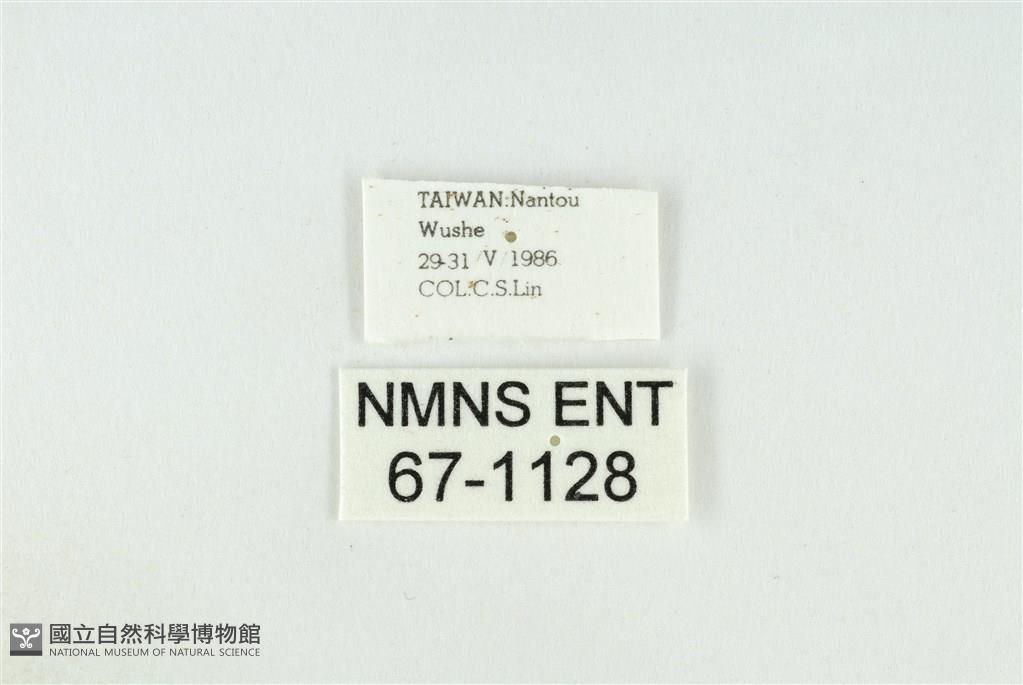 TAIWAN:Nantou
Wushe
29-31 V 1986
COL:C.S.Lin
NMNS ENT
67-1128
國立自然科學博物館
NATIONAL MUSEUM OF NATURAL SCIENCE